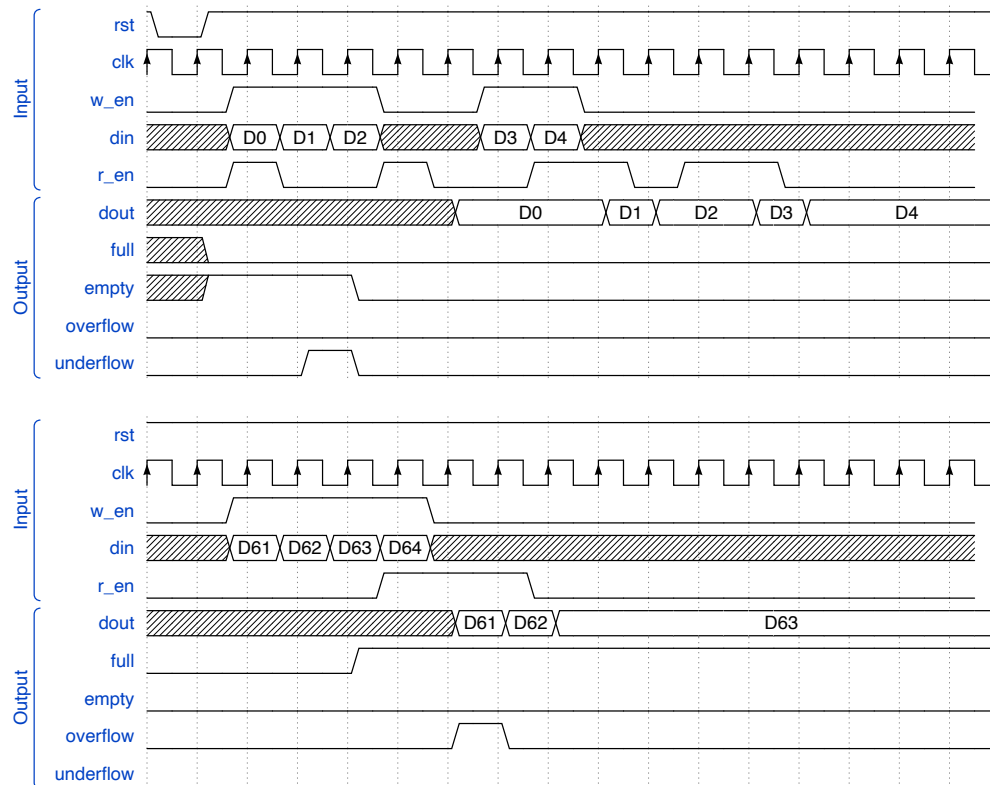 Input
rst
clk
w_en
din D0 D1 D2 D3 D4
r_en
Output
dout D0 D1 D2 D3 D4
full
empty
overflow
underflow
Input
rst
clk
w_en
din D61 D62 D63 D64
r_en
Output
dout D61 D62 D63
full
empty
overflow
underflow